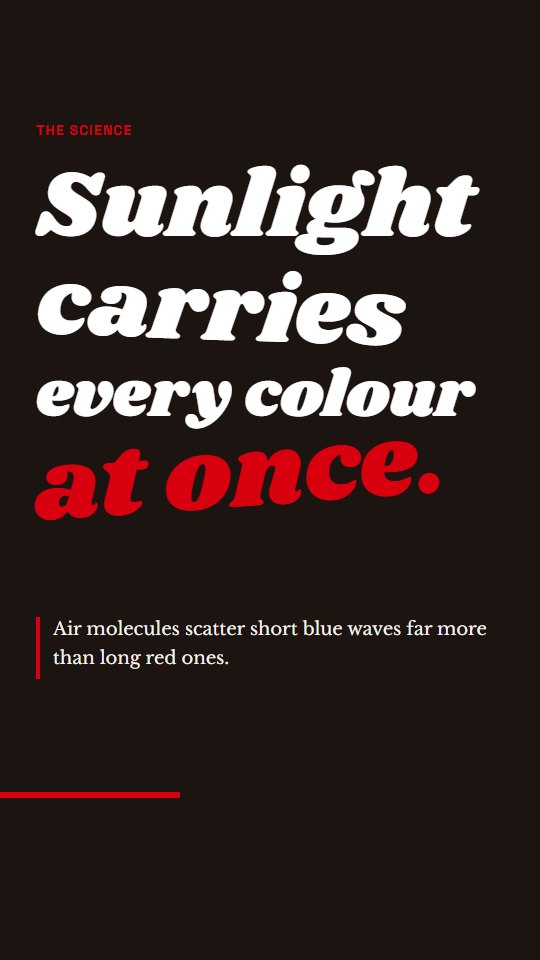 THE SCIENCE
Sunlight
carries
every colour
at once.
Air molecules scatter short blue waves far more
than long red ones.